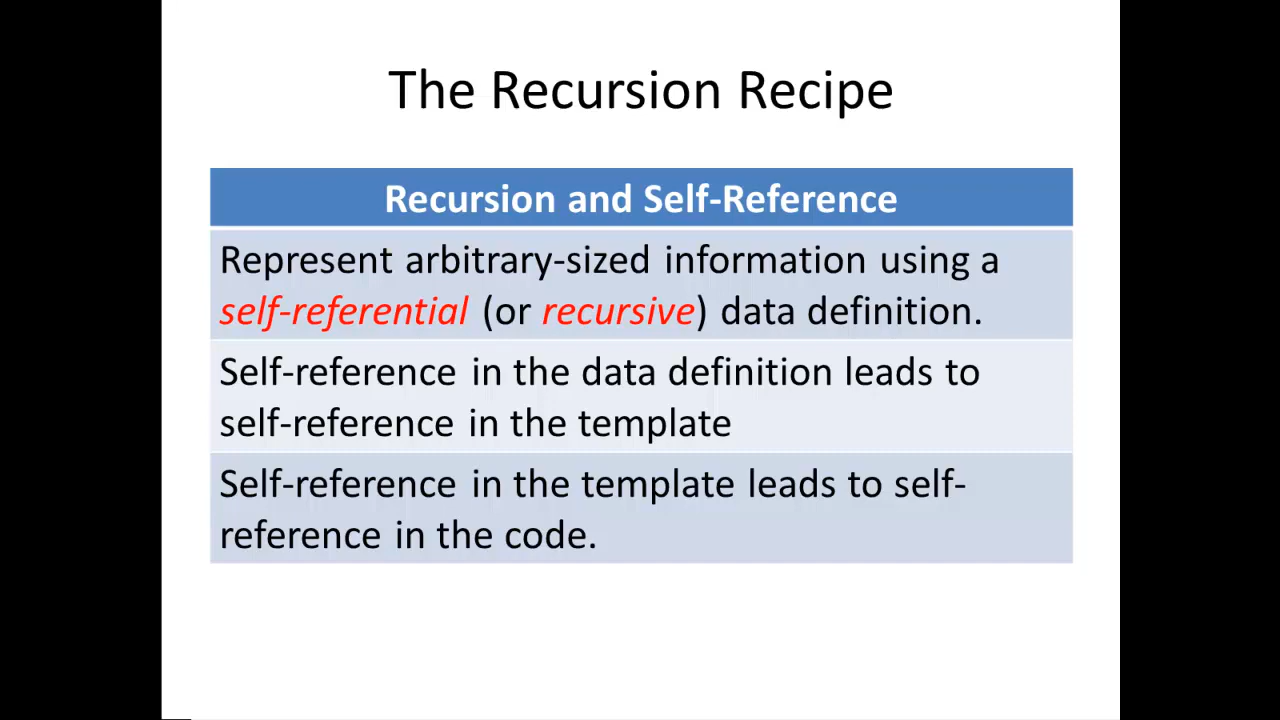 The Recursion Recipe
Recursion and Self-Reference
Represent arbitrary-sized information using a
self-referential (or recursive) data definition.
Self-reference in the data definition leads to
self-reference in the template
Self-reference in the template leads to self-
reference in the code.